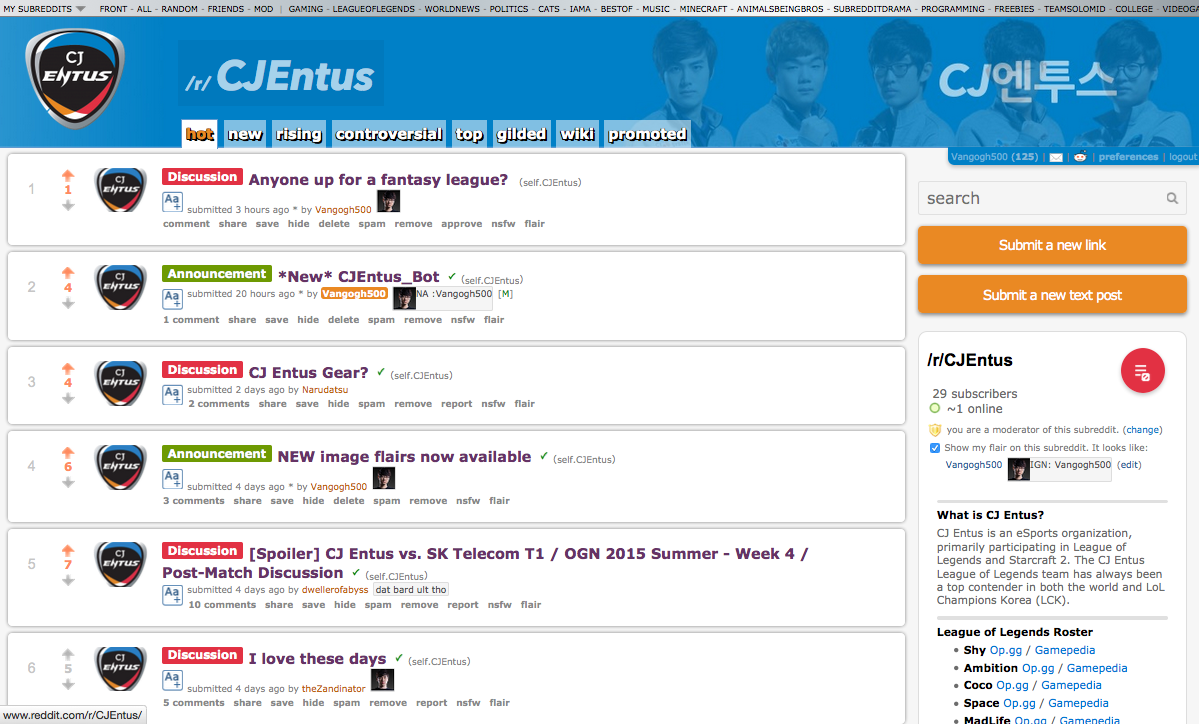 MY SUBREDDITS FRONT - ALL - RANDOM - FRIENDS - MOD | GAMING - LEAGUEOFLEGENDS - WORLDNEWS - POLITICS - CATS - IAMA - BESTOF - MUSIC - MINECRAFT - ANIMALSBEINGBROS - SUBREDDITDRAMA - PROGRAMMING - FREEBIES - TEAMSOLOMID - COLLEGE - VIDEOGA
CJ
ENTUS
/r/ CJEntus
CJ엔투스
hot new rising controversial top gilded wiki promoted
Vangogh500 (125) | | | preferences | logout
1
1
CJ
ENTUS
Discussion Anyone up for a fantasy league? (self.CJEntus)
Aa+ submitted 3 hours ago * by Vangogh500
comment share save hide delete spam remove approve nsfw flair
2
4
CJ
ENTUS
Announcement *New* CJEntus_Bot ✓ (self.CJEntus)
Aa+ submitted 20 hours ago * by Vangogh500 NA :Vangogh500 [M]
1 comment share save hide delete spam remove nsfw flair
3
4
CJ
ENTUS
Discussion CJ Entus Gear? ✓ (self.CJEntus)
Aa+ submitted 2 days ago by Narudatsu
2 comments share save hide spam remove report nsfw flair
4
6
CJ
ENTUS
Announcement NEW image flairs now available ✓ (self.CJEntus)
Aa+ submitted 4 days ago * by Vangogh500
3 comments share save hide delete spam remove nsfw flair
5
7
CJ
ENTUS
Discussion [Spoiler] CJ Entus vs. SK Telecom T1 / OGN 2015 Summer - Week 4 /
Post-Match Discussion ✓ (self.CJEntus)
Aa+ submitted 4 days ago by dwellerofabyss dat bard ult tho
10 comments share save hide spam remove report nsfw flair
6
5
CJ
ENTUS
Discussion I love these days ✓ (self.CJEntus)
Aa+ submitted 4 days ago by theZandinator
5 comments share save hide spam remove report nsfw flair
www.reddit.com/r/CJEntus/
search
Submit a new link
Submit a new text post
/r/CJEntus
29 subscribers
~1 online
you are a moderator of this subreddit. (change)
Show my flair on this subreddit. It looks like:
Vangogh500 IGN: Vangogh500 (edit)
What is CJ Entus?
CJ Entus is an eSports organization,
primarily participating in League of
Legends and Starcraft 2. The CJ Entus
League of Legends team has always been
a top contender in both the world and LoL
Champions Korea (LCK).
League of Legends Roster
• Shy Op.gg / Gamepedia
• Ambition Op.gg / Gamepedia
• Coco Op.gg / Gamepedia
• Space Op.gg / Gamepedia
• MadLife Op.gg / Gamepedia